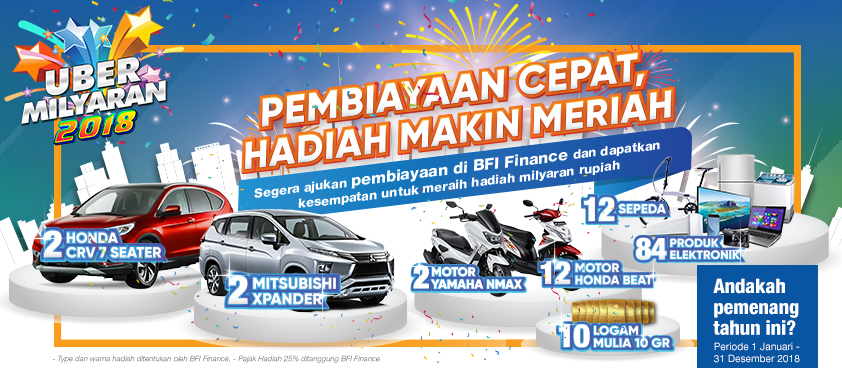 UBER
MILYARAN
2018
PEMBIAYAAN CEPAT,
HADIAH MAKIN MERIAH
Segera ajukan pembiayaan di BFI Finance dan dapatkan
kesempatan untuk meraih hadiah milyaran rupiah
2 HONDA
CRV 7 SEATER
2 MITSUBISHI
XPANDER
2 MOTOR
YAMAHA NMAX
12 MOTOR
HONDA BEAT
12 SEPEDA
84 PRODUK
ELEKTRONIK
10 LOGAM
MULIA 10 GR
Andakah
pemenang
tahun ini?
Periode 1 Januari -
31 Desember 2018
- Type dan warna hadiah ditentukan oleh BFI Finance. - Pajak Hadiah 25% ditanggung BFI Finance